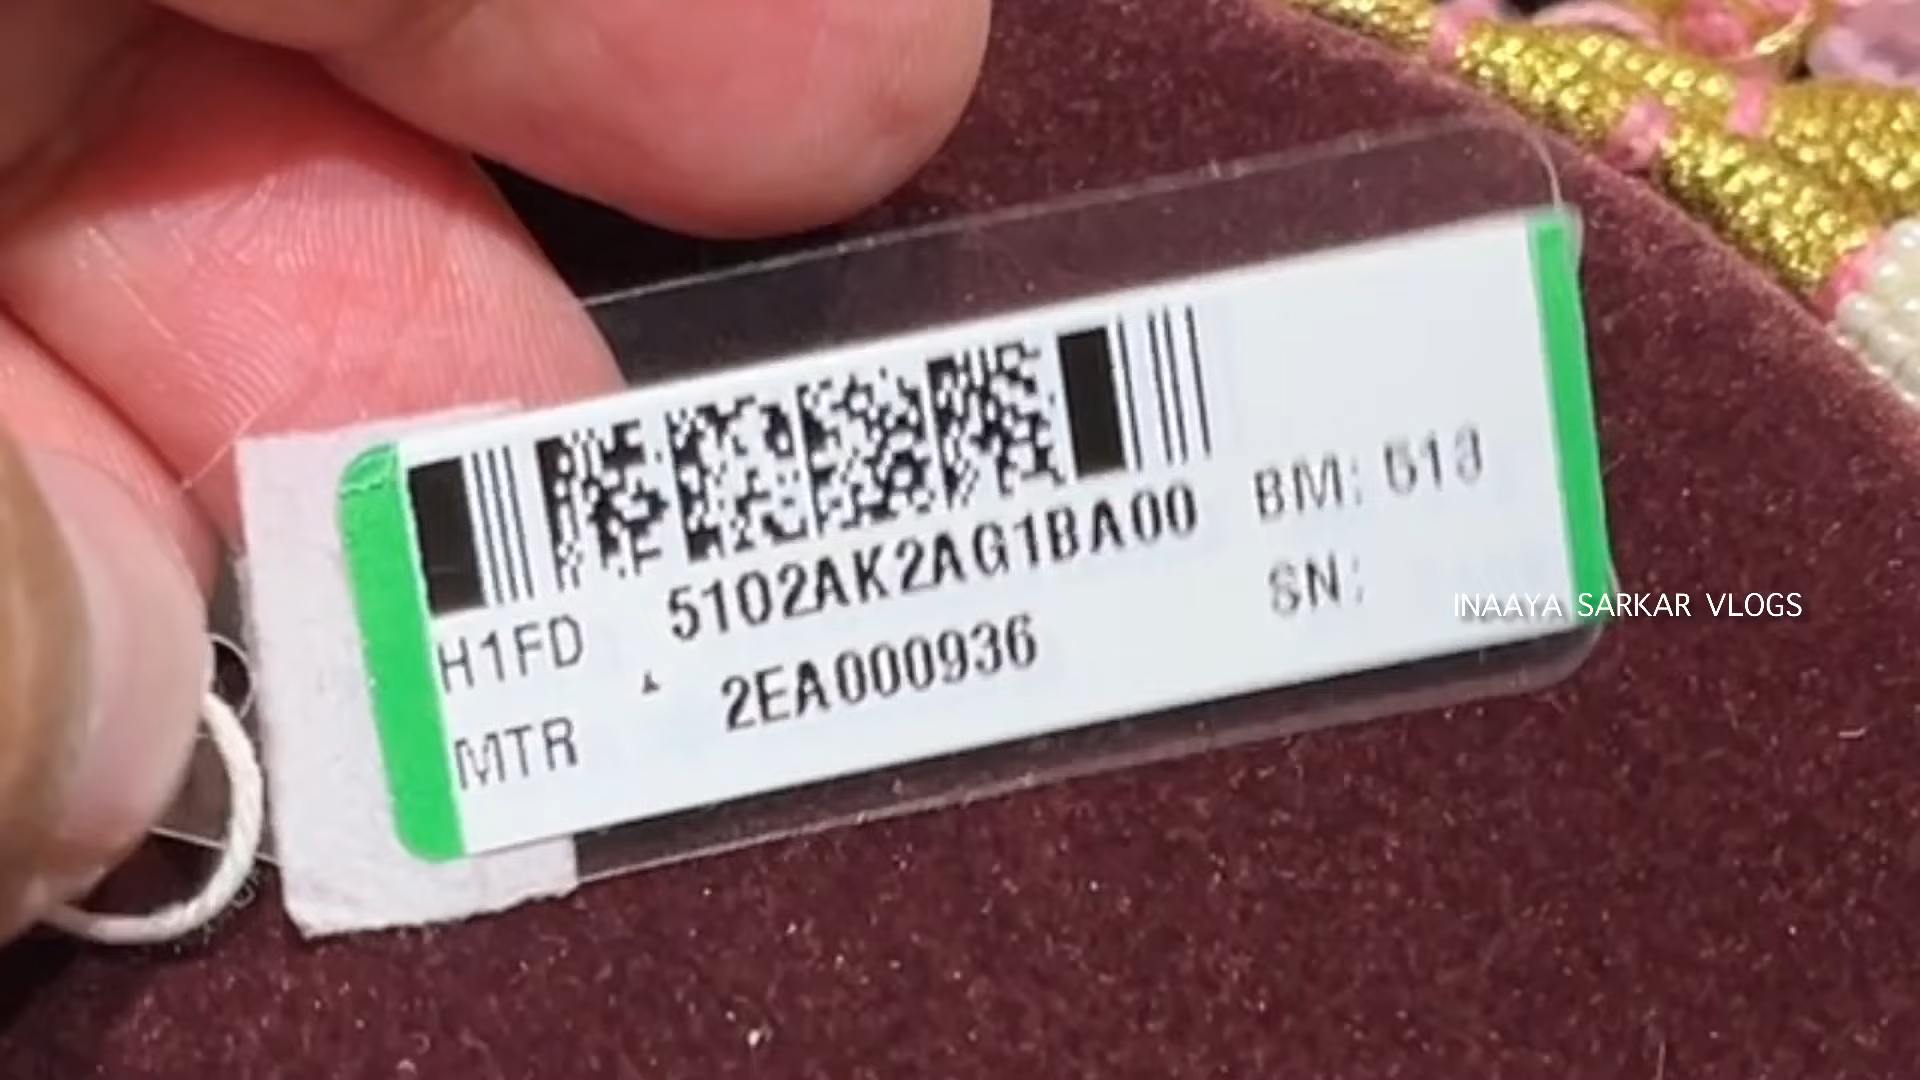 5102AK2AG1BA00
BM: 513
H1FD
2EA000936
SN:
MTR
INAAYA SARKAR VLOGS